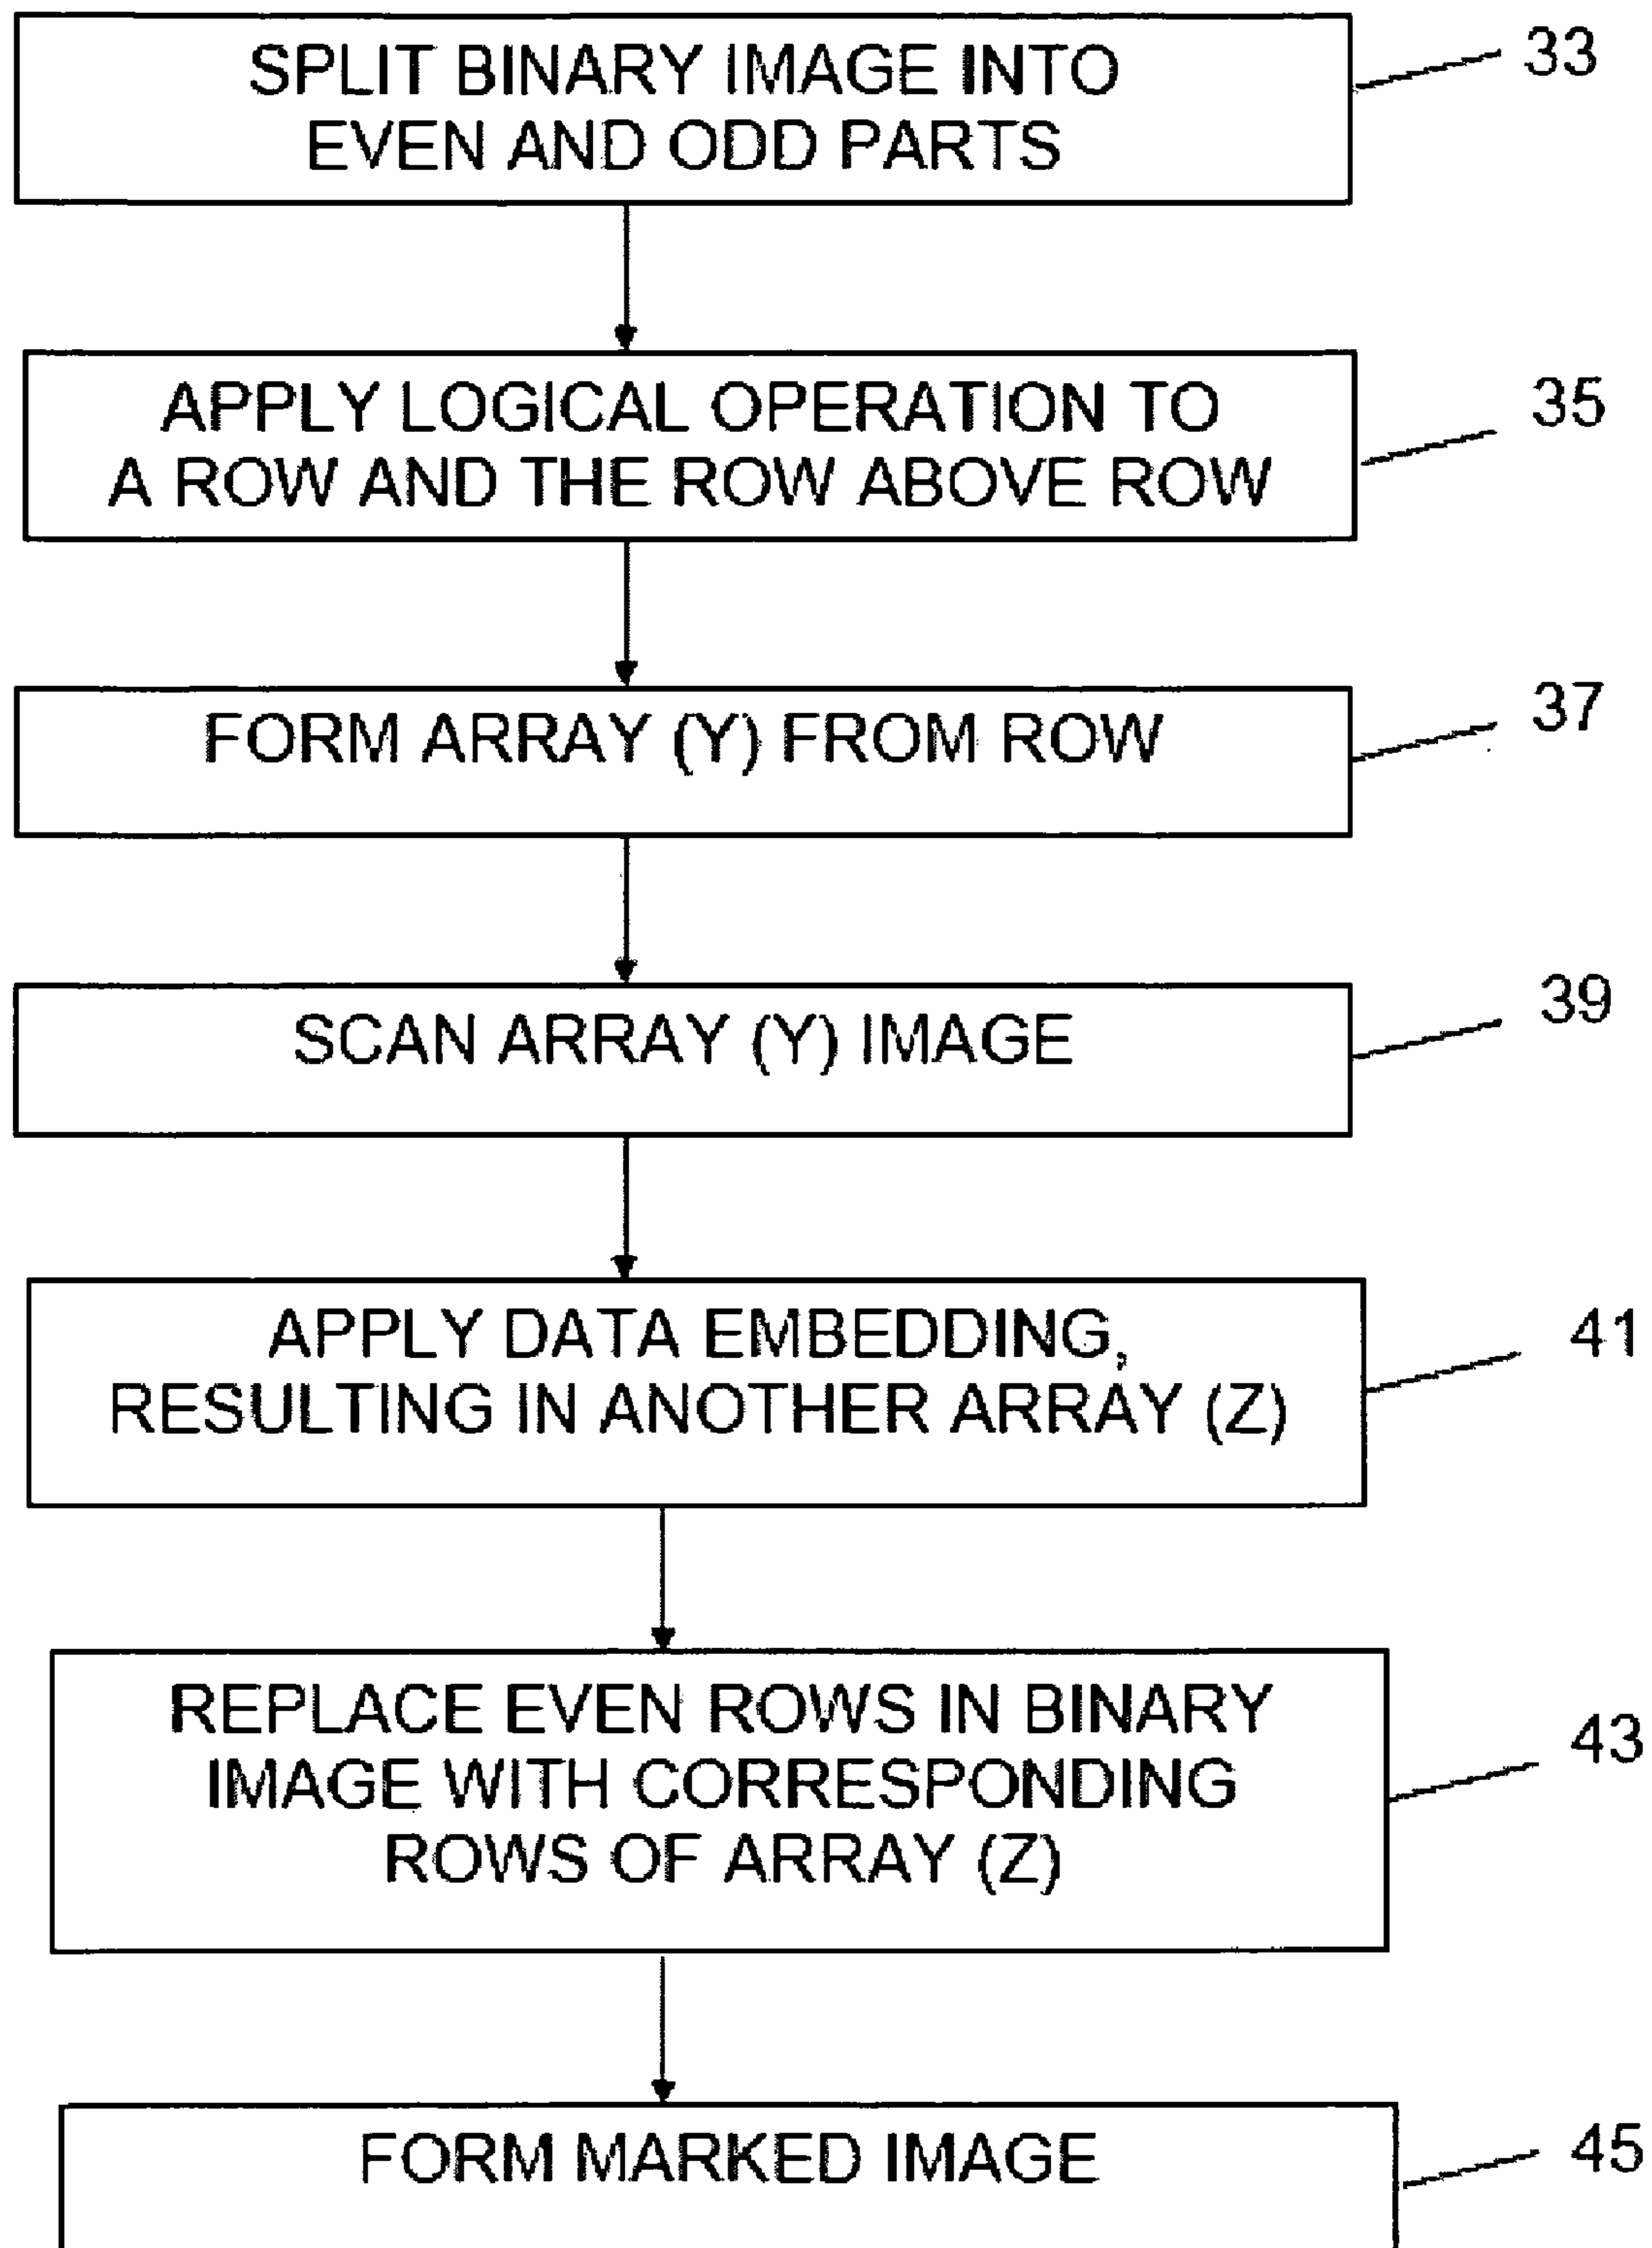 SPLIT BINARY IMAGE INTO
EVEN AND ODD PARTS
33
APPLY LOGICAL OPERATION TO
A ROW AND THE ROW ABOVE ROW
35
FORM ARRAY (Y) FROM ROW
37
SCAN ARRAY (Y) IMAGE
39
APPLY DATA EMBEDDING,
RESULTING IN ANOTHER ARRAY (Z)
41
REPLACE EVEN ROWS IN BINARY
IMAGE WITH CORRESPONDING
ROWS OF ARRAY (Z)
43
FORM MARKED IMAGE
45